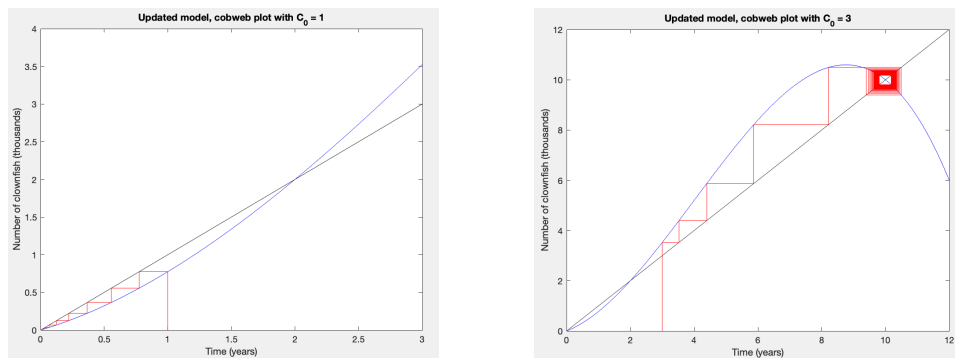 Updated model, cobweb plot with C₀ = 1
4
3.5
3
2.5
2
1.5
1
0.5
0
Number of clownfish (thousands)
0 0.5 1 1.5 2 2.5 3
Time (years)
Updated model, cobweb plot with C₀ = 3
12
10
8
6
4
2
0
Number of clownfish (thousands)
0 2 4 6 8 10 12
Time (years)